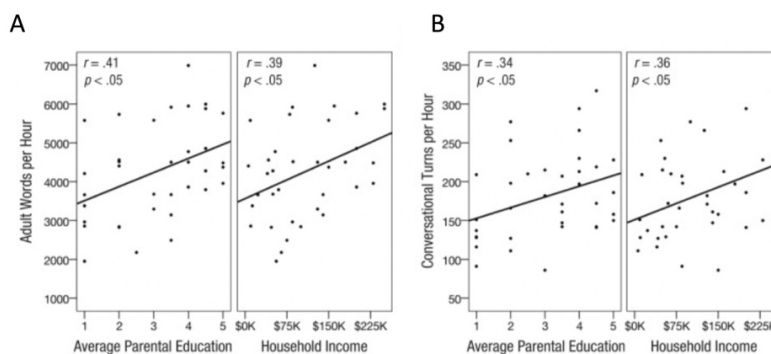 A
B
r = .41
p < .05
r = .39
p < .05
r = .34
p < .05
r = .36
p < .05
Adult Words per Hour
7000
6000
5000
4000
3000
2000
1000
1 2 3 4 5
$0K $75K $150K $225K
Average Parental Education
Household Income
Conversational Turns per Hour
350
300
250
200
150
100
50
1 2 3 4 5
$0K $75K $150K $225K
Average Parental Education
Household Income